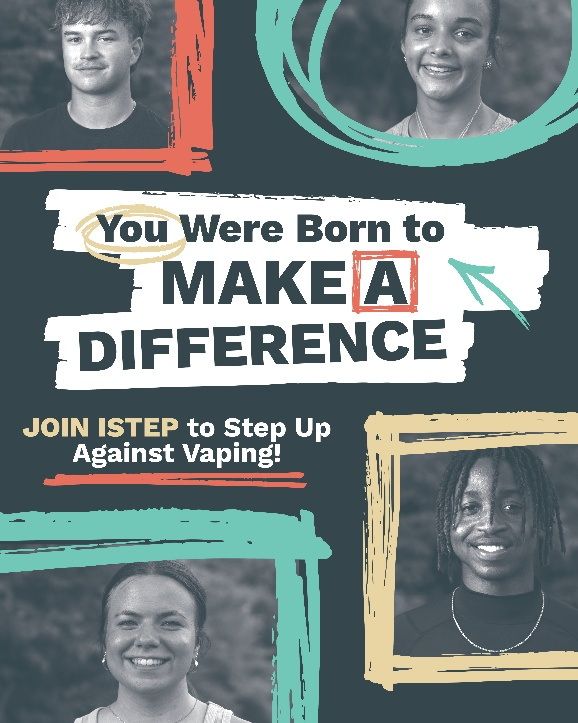 You Were Born to
MAKE A
DIFFERENCE
JOIN ISTEP to Step Up
Against Vaping!